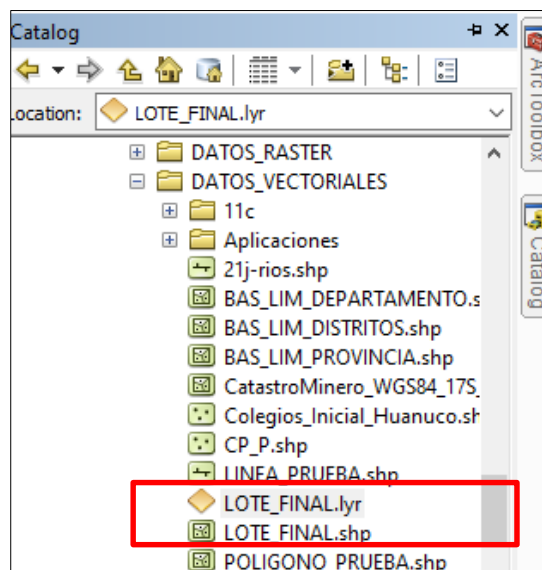 Catalog
ocation: LOTE_FINAL.lyr
DATOS_RASTER
DATOS_VECTORIALES
11c
Aplicaciones
21j-rios.shp
BAS_LIM_DEPARTAMENTO.s
BAS_LIM_DISTRITOS.shp
BAS_LIM_PROVINCIA.shp
CatastroMinero_WGS84_17S_
Colegios_Inicial_Huanuco.sh
CP_P.shp
LINEA_PRUEBA.shp
LOTE_FINAL.lyr
LOTE_FINAL.shp
POLIGONO_PRUEBA.shp
ArcToolbox
Catalog